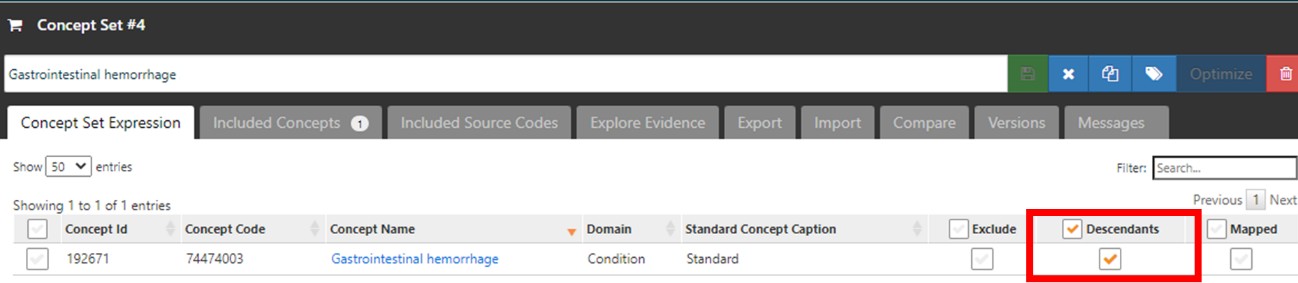 Concept Set #4
Gastrointestinal hemorrhage Optimize
Concept Set Expression Included Concepts 1 Included Source Codes Explore Evidence Export Import Compare Versions Messages
Show 50 entries Filter: Search...
Showing 1 to 1 of 1 entries Previous 1 Next
Concept Id Concept Code Concept Name Domain Standard Concept Caption Exclude Descendants Mapped
192671 74474003 Gastrointestinal hemorrhage Condition Standard